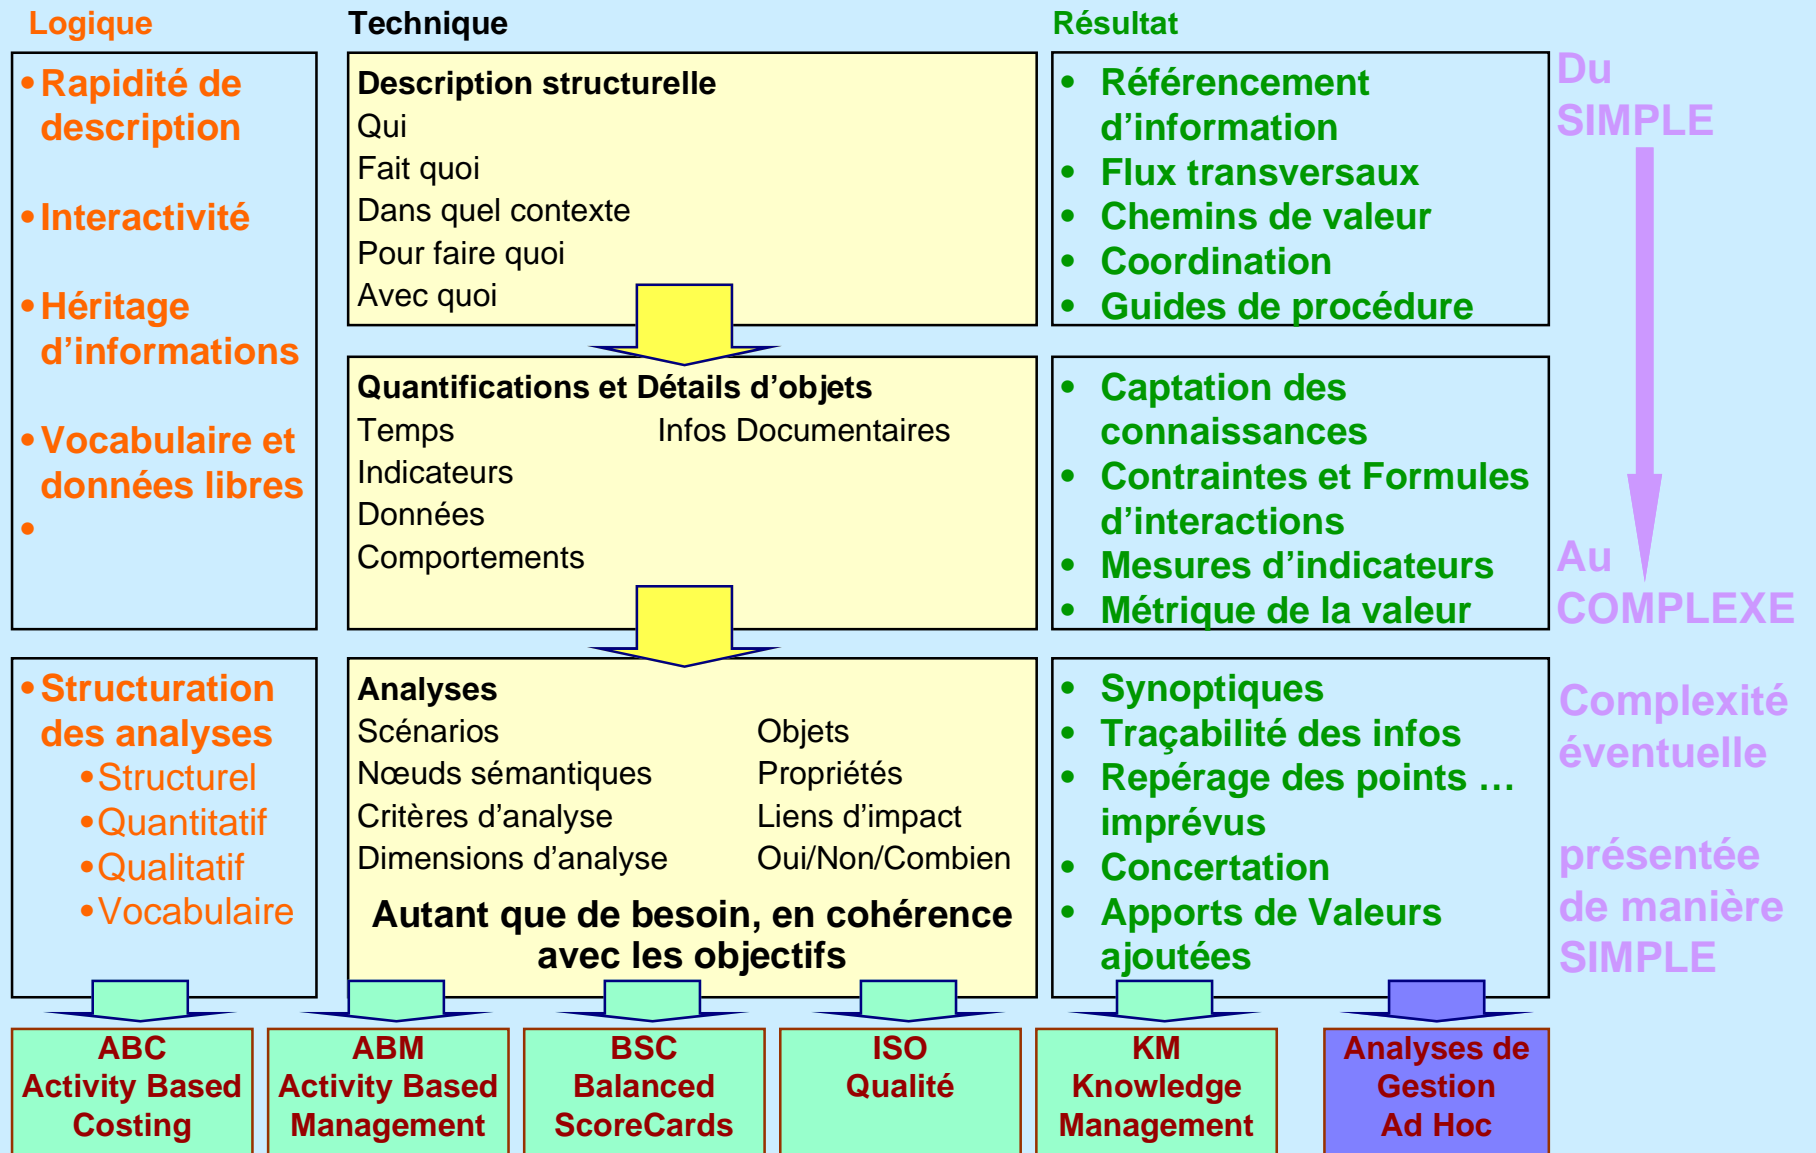 Logique
Technique
Résultat
•Rapidité de
description
•Interactivité
•Héritage
d’informations
•Vocabulaire et
données libres
•
Description structurelle
Qui
Fait quoi
Dans quel contexte
Pour faire quoi
Avec quoi
• Référencement
d’information
• Flux transversaux
• Chemins de valeur
• Coordination
• Guides de procédure
Du
SIMPLE
Quantifications et Détails d’objets
Temps Infos Documentaires
Indicateurs
Données
Comportements
• Captation des
connaissances
• Contraintes et Formules
d’interactions
• Mesures d’indicateurs
• Métrique de la valeur
Au
COMPLEXE
•Structuration
des analyses
•Structurel
•Quantitatif
•Qualitatif
•Vocabulaire
Analyses
Scénarios Objets
Nœuds sémantiques Propriétés
Critères d’analyse Liens d’impact
Dimensions d’analyse Oui/Non/Combien
Autant que de besoin, en cohérence
avec les objectifs
• Synoptiques
• Traçabilité des infos
• Repérage des points …
imprévus
• Concertation
• Apports de Valeurs
ajoutées
Complexité
éventuelle
présentée
de manière
SIMPLE
ABC
Activity Based
Costing
ABM
Activity Based
Management
BSC
Balanced
ScoreCards
ISO
Qualité
KM
Knowledge
Management
Analyses de
Gestion
Ad Hoc